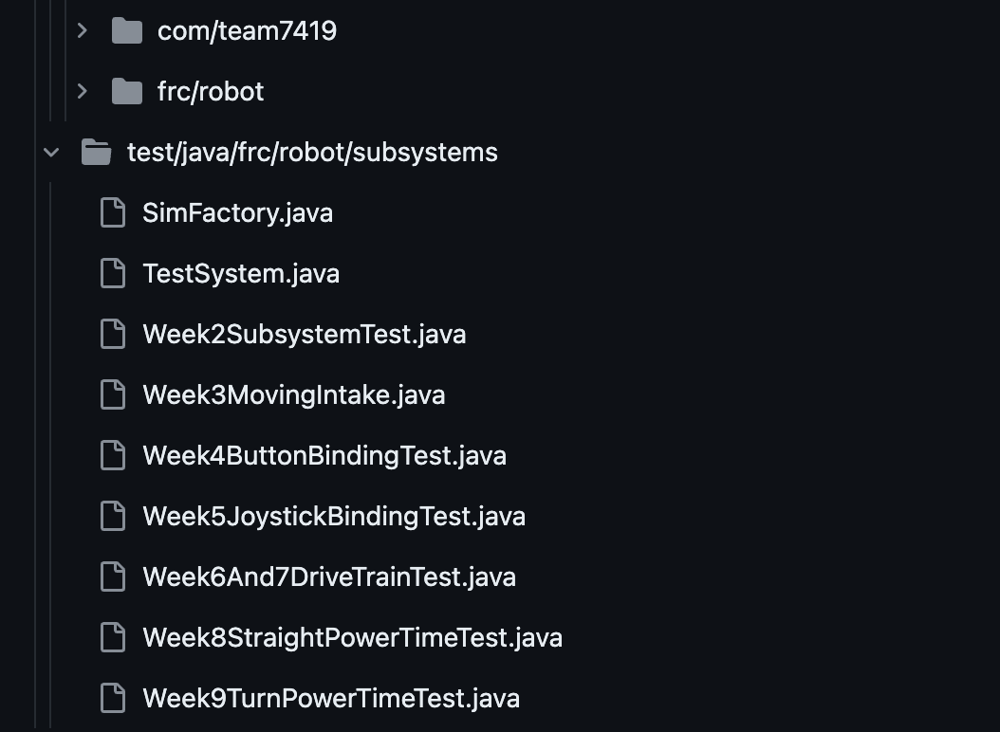 com/team7419
frc/robot
test/java/frc/robot/subsystems
SimFactory.java
TestSystem.java
Week2SubsystemTest.java
Week3MovingIntake.java
Week4ButtonBindingTest.java
Week5JoystickBindingTest.java
Week6And7DriveTrainTest.java
Week8StraightPowerTimeTest.java
Week9TurnPowerTimeTest.java